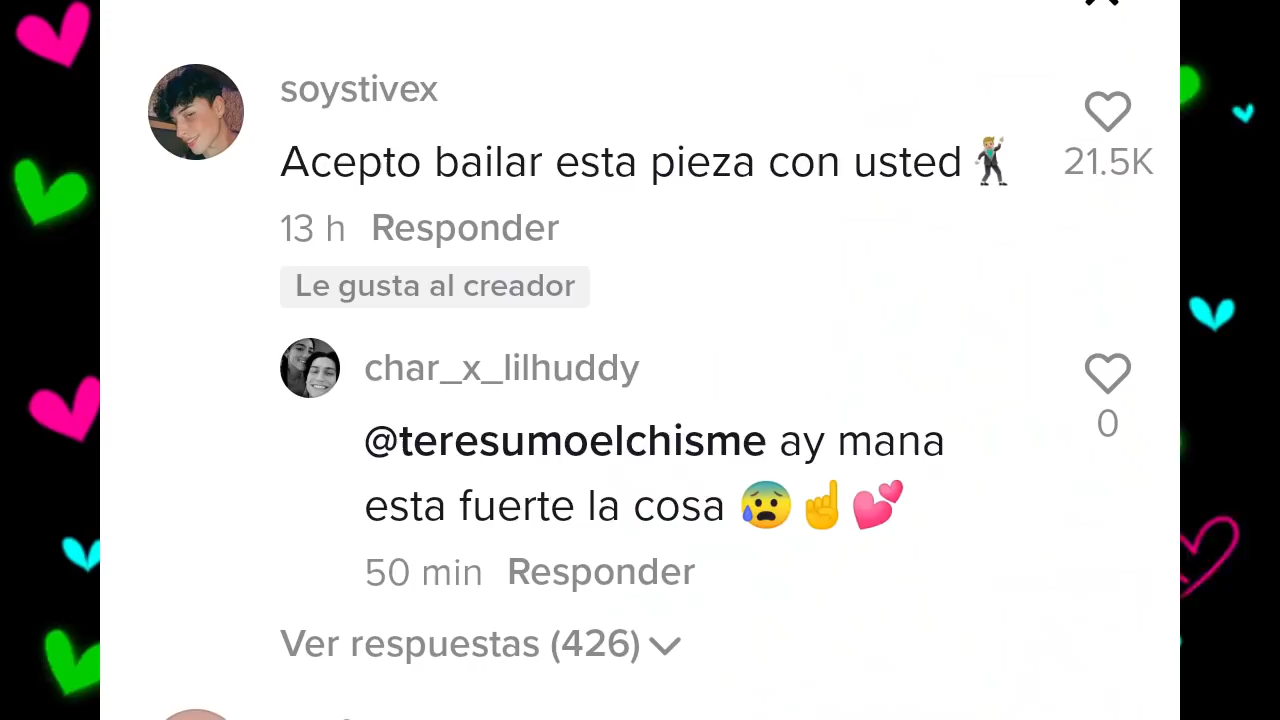 soystivex
Acepto bailar esta pieza con usted🕺🏼
21.5K
13 h Responder
Le gusta al creador
char_x_lilhuddy
@teresumoelchisme ay mana
0
esta fuerte la cosa 😰☝️💕
50 min Responder
Ver respuestas (426)